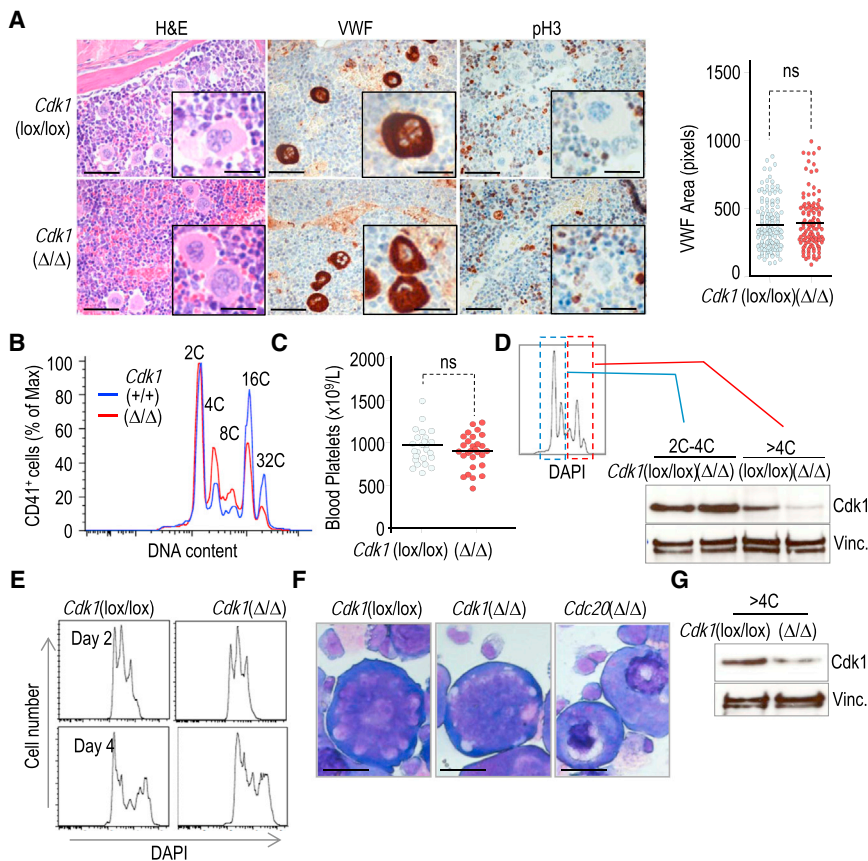 A
H&E VWF pH3
Cdk1
(lox/lox)
Cdk1
(Δ/Δ)
1500
1000
500
0
VWF Area (pixels)
ns
Cdk1 (lox/lox)(Δ/Δ)
B
100
80
60
40
20
0
CD41+ cells (% of Max)
Cdk1
(+/+)
(Δ/Δ)
2C
4C
8C
16C
32C
DNA content
C
2000
1500
1000
500
0
Blood Platelets (x10⁹/L)
ns
Cdk1 (lox/lox) (Δ/Δ)
D
DAPI
2C-4C >4C
Cdk1(lox/lox)(Δ/Δ) (lox/lox)(Δ/Δ)
Cdk1
Vinc.
E
Cdk1(lox/lox) Cdk1(Δ/Δ)
Day 2
Day 4
Cell number
DAPI
F
Cdk1(lox/lox) Cdk1(Δ/Δ) Cdc20(Δ/Δ)
G
>4C
Cdk1(lox/lox) (Δ/Δ)
Cdk1
Vinc.